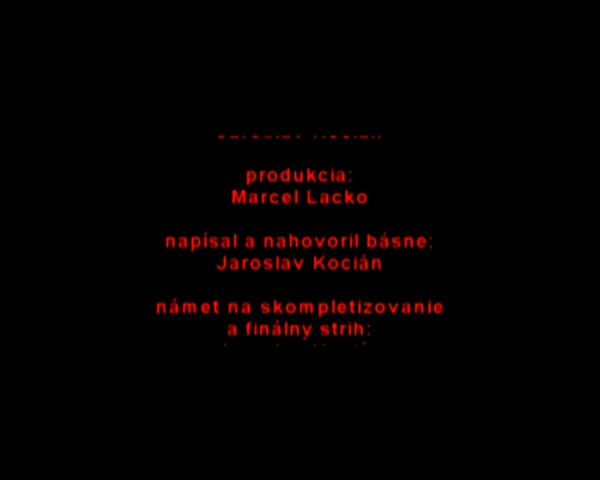 produkcia:
Marcel Lacko
napísal a nahovoril básne:
Jaroslav Kocián
námet na skompletizovanie
a finálny strih: